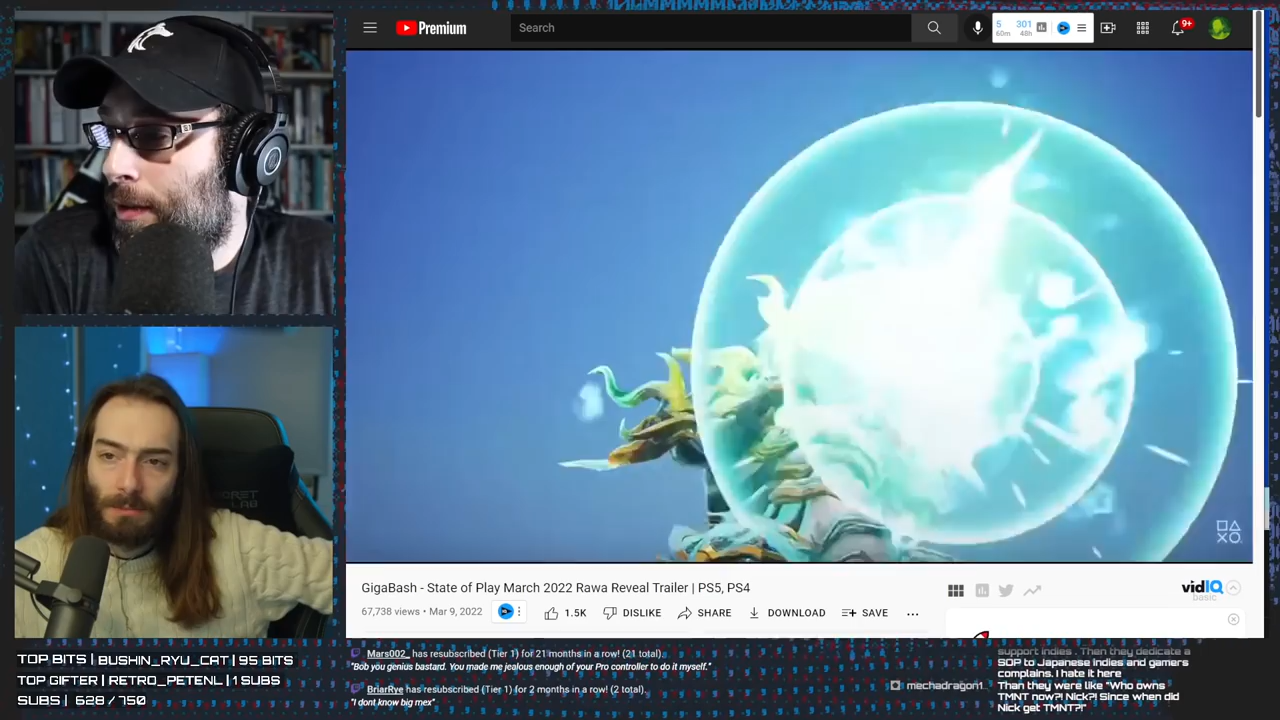 Premium
Search
5
60m
301
48h
9+
GigaBash - State of Play March 2022 Rawa Reveal Trailer | PS5, PS4
67,738 views • Mar 9, 2022
1.5K
DISLIKE
SHARE
DOWNLOAD
SAVE
vidIQ
basic
Mars002_ has resubscribed (Tier 1) for 21 months in a row! (21 total).
"Bob you genius bastard. You made me jealous enough of your Pro controller to do it myself."
BriarRye has resubscribed (Tier 1) for 2 months in a row! (2 total).
"I dont know big mex"
TOP BITS | BUSHIN_RYU_CAT | 95 BITS
TOP GIFTER | RETRO_PETENL | 1 SUBS
SUBS | 628 / 750
support indies . Then they dedicate a
SOP to Japanese indies and gamers
complains. I hate it here
mechadragon1
Than they were like "Who owns
TMNT now?! Nick?! Since when did
Nick get TMNT?!"